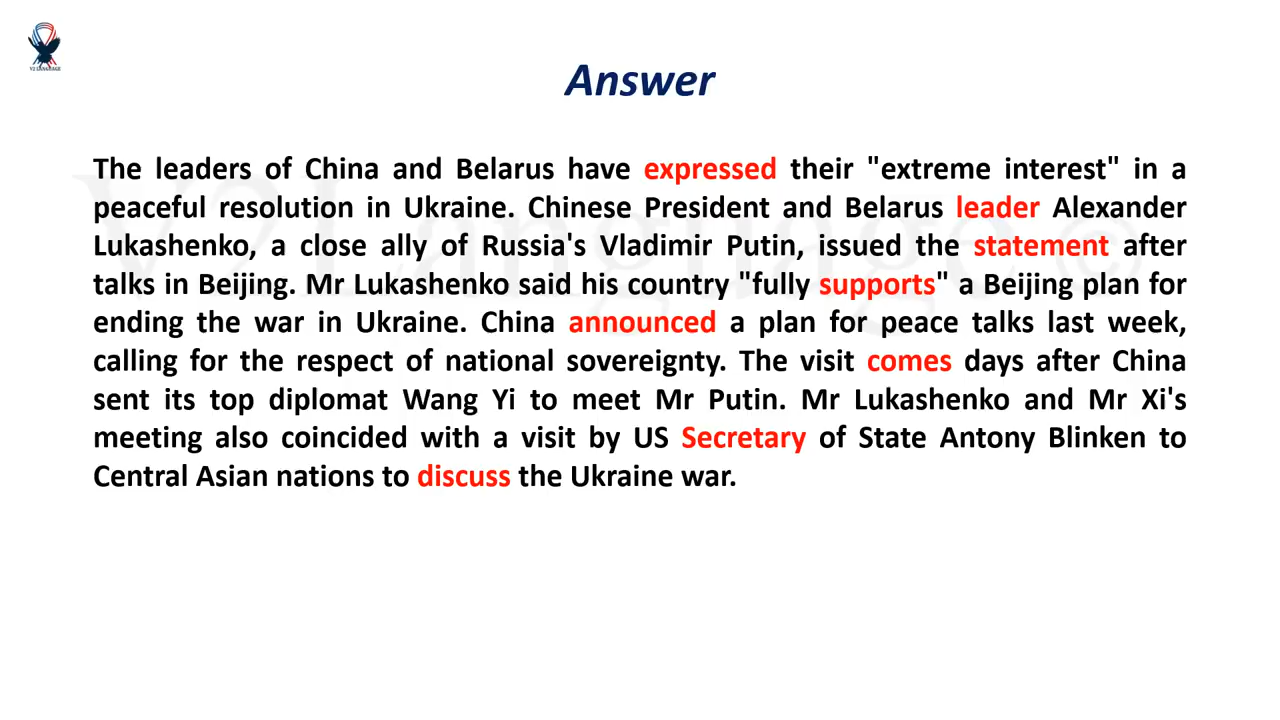 V2 LANGUAGE
Answer
The leaders of China and Belarus have expressed their "extreme interest" in a
peaceful resolution in Ukraine. Chinese President and Belarus leader Alexander
Lukashenko, a close ally of Russia's Vladimir Putin, issued the statement after
talks in Beijing. Mr Lukashenko said his country "fully supports" a Beijing plan for
ending the war in Ukraine. China announced a plan for peace talks last week,
calling for the respect of national sovereignty. The visit comes days after China
sent its top diplomat Wang Yi to meet Mr Putin. Mr Lukashenko and Mr Xi's
meeting also coincided with a visit by US Secretary of State Antony Blinken to
Central Asian nations to discuss the Ukraine war.
V2Language ©